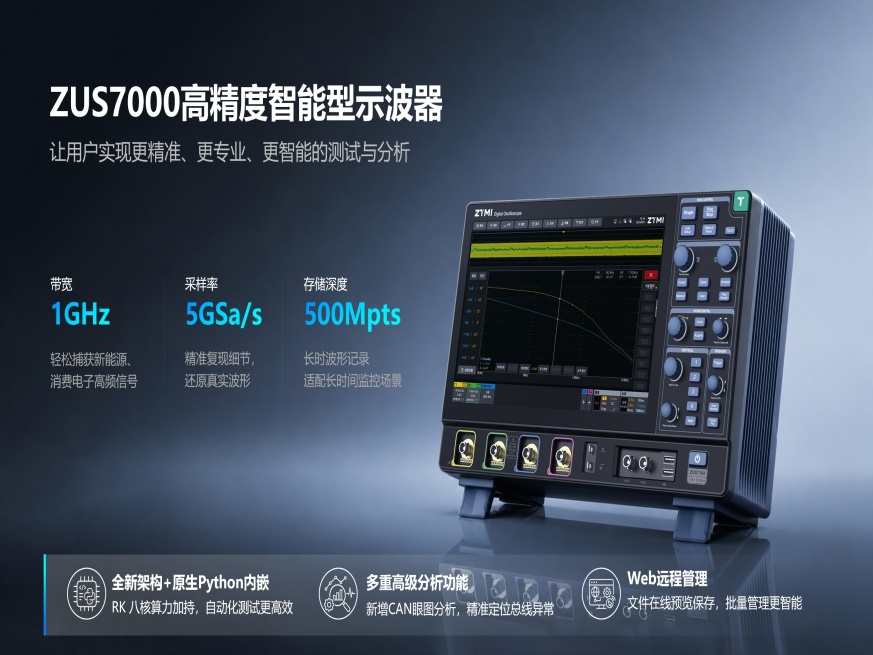 ZUS7000高精度智能型示波器
让用户实现更精准、更专业、更智能的测试与分析
带宽
1GHz
轻松捕获新能源、
消费电子高频信号
采样率
5GSa/s
精准复现细节，
还原真实波形
存储深度
500Mpts
长时波形记录
适配长时间监控场景
ZTMI Digital Oscilloscope
ZTMI
T
全新架构+原生Python内嵌
RK 八核算力加持，自动化测试更高效
多重高级分析功能
新增CAN眼图分析，精准定位总线异常
Web远程管理
文件在线预览保存，批量管理更智能